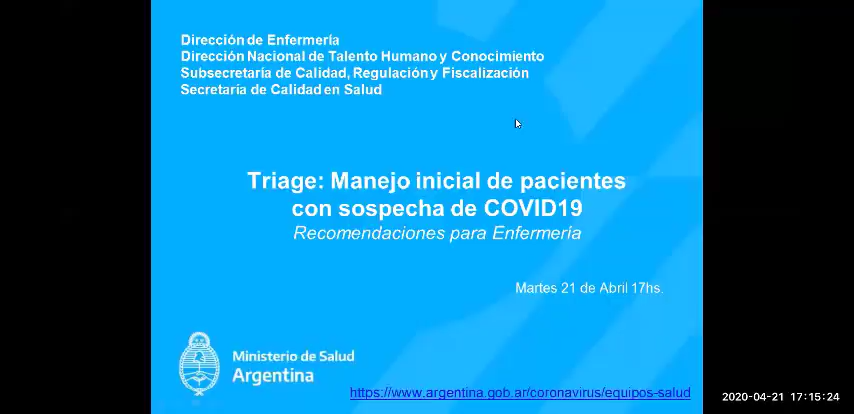 Dirección de Enfermería
Dirección Nacional de Talento Humano y Conocimiento
Subsecretaría de Calidad, Regulación y Fiscalización
Secretaría de Calidad en Salud
Triage: Manejo inicial de pacientes
con sospecha de COVID19
Recomendaciones para Enfermería
Martes 21 de Abril 17hs.
Ministerio de Salud
Argentina
https://www.argentina.gob.ar/coronavirus/equipos-salud
2020-04-21 17:15:24